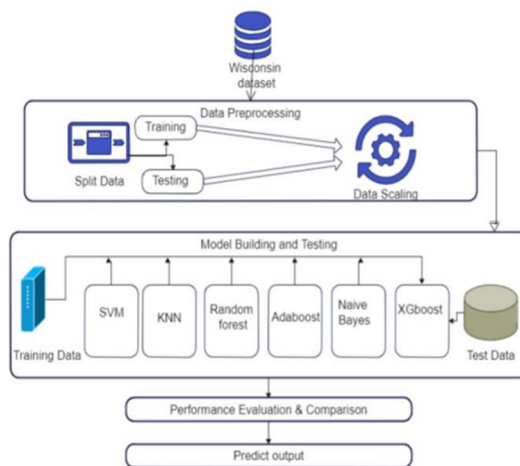 Wisconsin
dataset
Data Preprocessing
Training
Split Data
Testing
Data Scaling
Model Building and Testing
SVM
KNN
Random
forest
Adaboost
Naive
Bayes
XGboost
Training Data
Test Data
Performance Evaluation & Comparison
Predict output